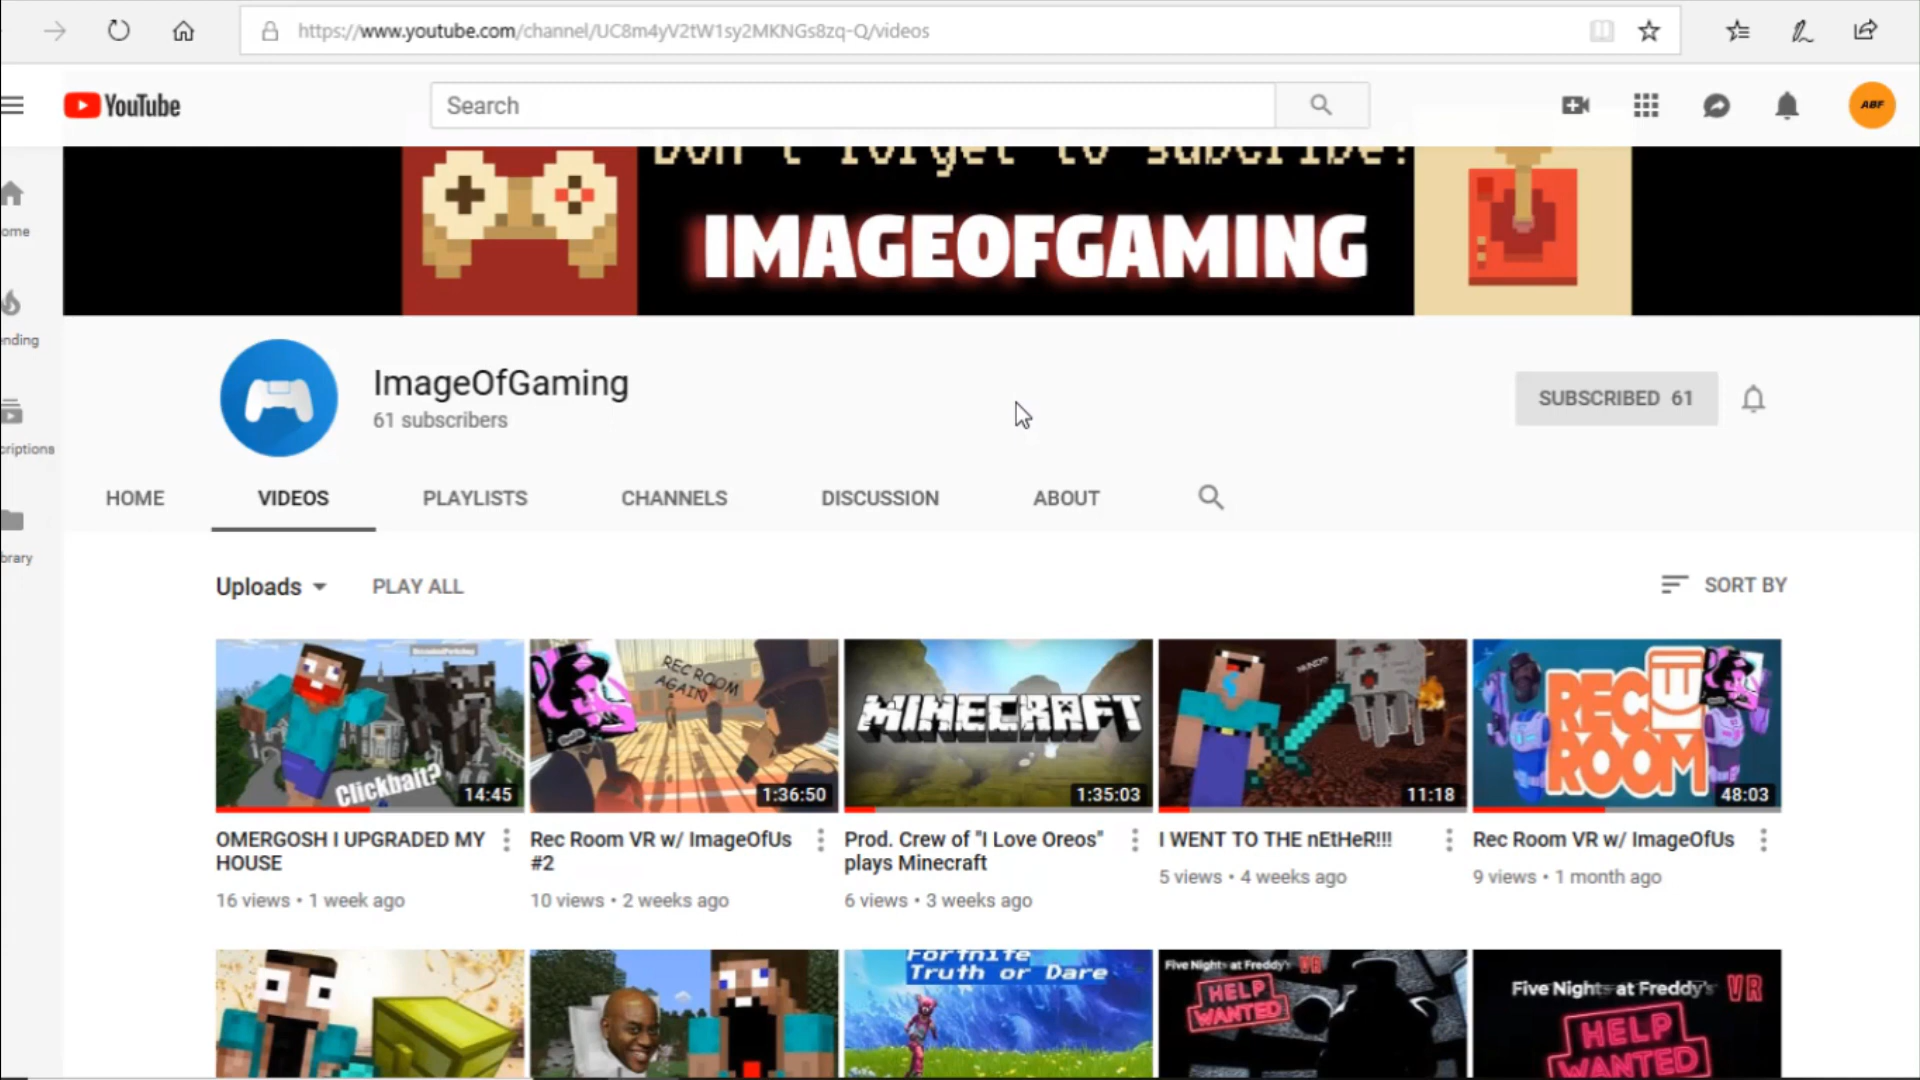 https://www.youtube.com/channel/UC8m4yV2tW1sy2MKNGs8zq-Q/videos
YouTube
Search
ABF
Don't forget to subcribe!
IMAGEOFGAMING
ome
ending
criptions
brary
ImageOfGaming
61 subscribers
SUBSCRIBED 61
HOME VIDEOS PLAYLISTS CHANNELS DISCUSSION ABOUT
Uploads PLAY ALL SORT BY
Clickbait?
14:45
REC ROOM
AGAIN!
1:36:50
MINECRAFT
1:35:03
11:18
REC
ROOM
48:03
OMERGOSH I UPGRADED MY
HOUSE
16 views • 1 week ago
Rec Room VR w/ ImageOfUs
#2
10 views • 2 weeks ago
Prod. Crew of "I Love Oreos"
plays Minecraft
6 views • 3 weeks ago
I WENT TO THE nEtHeR!!!
5 views • 4 weeks ago
Rec Room VR w/ ImageOfUs
9 views • 1 month ago
Fortnite
Truth or Dare
Five Nights at Freddy's VR
HELP
WANTED
Five Nights at Freddy's VR
HELP
WANTED